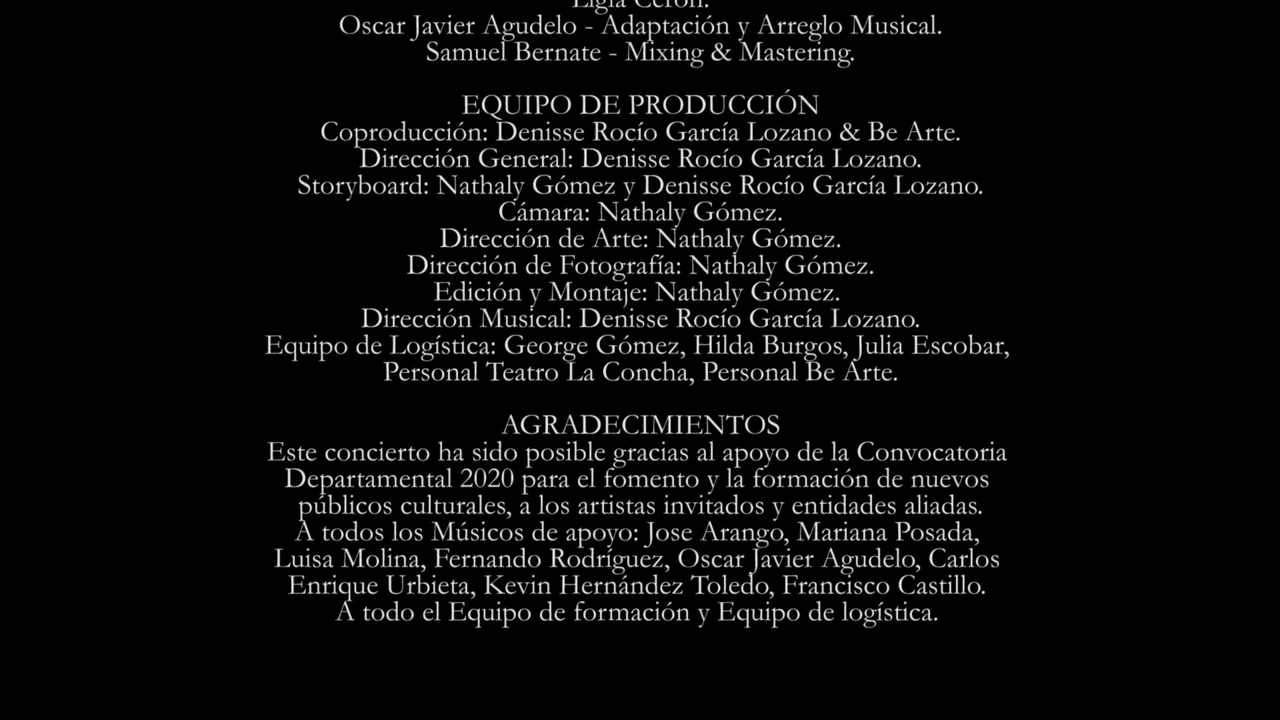 Ligia Cerón.
Oscar Javier Agudelo - Adaptación y Arreglo Musical.
Samuel Bernate - Mixing & Mastering.
EQUIPO DE PRODUCCIÓN
Coproducción: Denisse Rocío García Lozano & Be Arte.
Dirección General: Denisse Rocío García Lozano.
Storyboard: Nathaly Gómez y Denisse Rocío García Lozano.
Cámara: Nathaly Gómez.
Dirección de Arte: Nathaly Gómez.
Dirección de Fotografía: Nathaly Gómez.
Edición y Montaje: Nathaly Gómez.
Dirección Musical: Denisse Rocío García Lozano.
Equipo de Logística: George Gómez, Hilda Burgos, Julia Escobar,
Personal Teatro La Concha, Personal Be Arte.
AGRADECIMIENTOS
Este concierto ha sido posible gracias al apoyo de la Convocatoria
Departamental 2020 para el fomento y la formación de nuevos
públicos culturales, a los artistas invitados y entidades aliadas.
A todos los Músicos de apoyo: Jose Arango, Mariana Posada,
Luisa Molina, Fernando Rodríguez, Oscar Javier Agudelo, Carlos
Enrique Urbieta, Kevin Hernández Toledo, Francisco Castillo.
A todo el Equipo de formación y Equipo de logística.